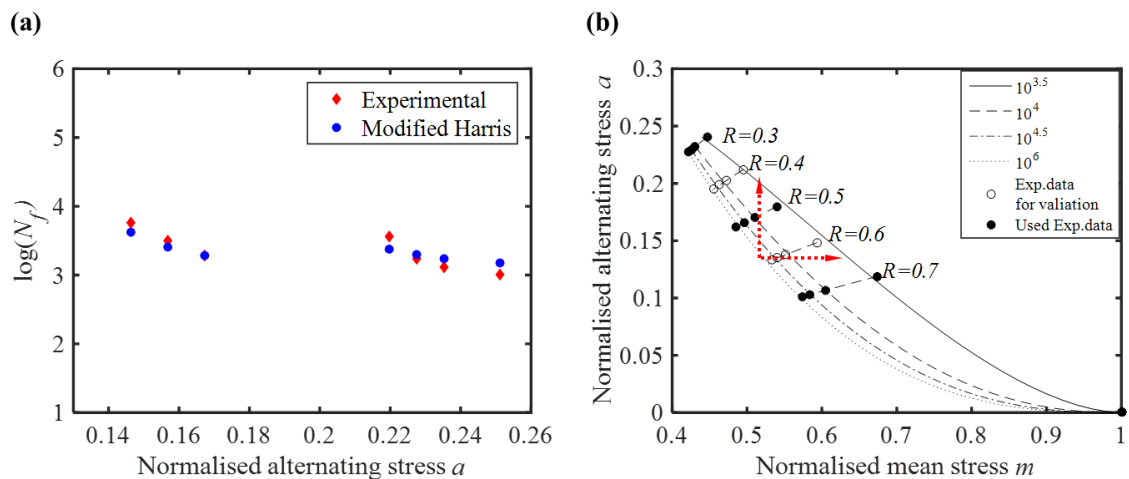 (a)
6
5
4
3
2
1
log(N_f)
Experimental
Modified Harris
0.14 0.16 0.18 0.2 0.22 0.24 0.26
Normalised alternating stress a
(b)
0.3
0.25
0.2
0.15
0.1
0.05
0
Normalised alternating stress a
R=0.3
R=0.4
R=0.5
R=0.6
R=0.7
10^3.5
10^4
10^4.5
10^6
Exp.data
for valiation
Used Exp.data
0.4 0.5 0.6 0.7 0.8 0.9 1
Normalised mean stress m